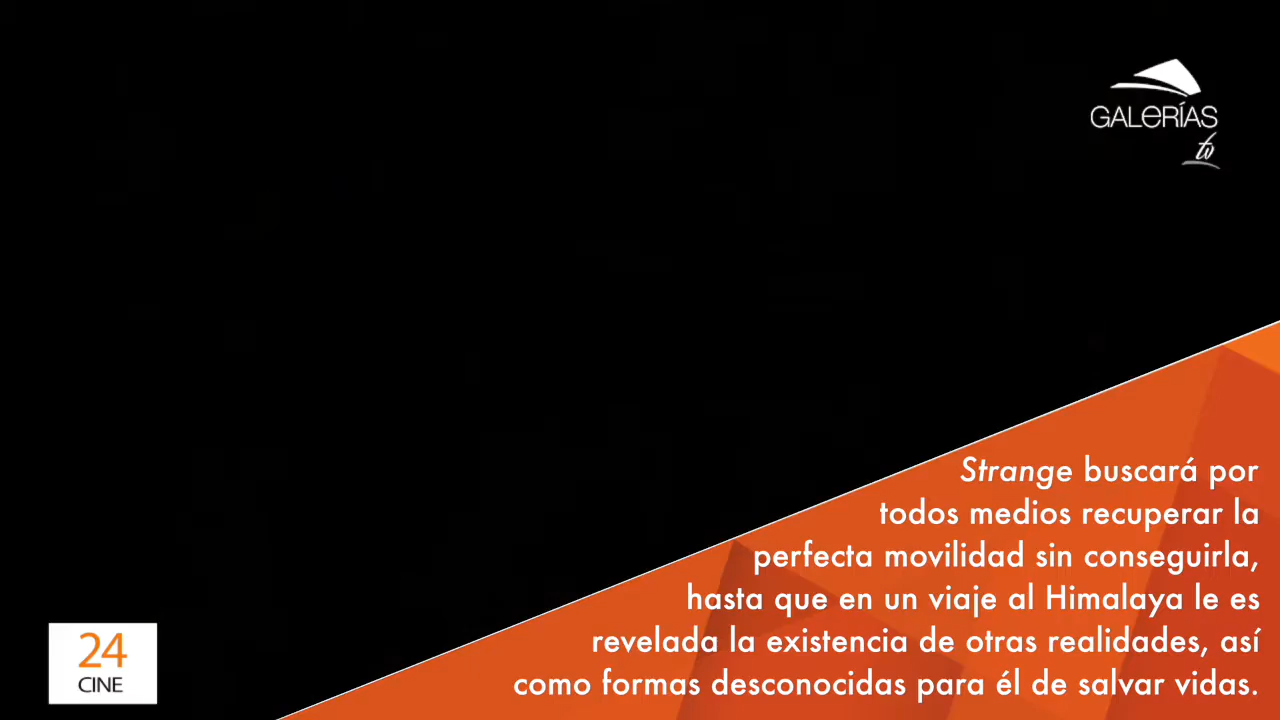 GALERÍAS
tv
Strange buscará por
todos medios recuperar la
perfecta movilidad sin conseguirla,
hasta que en un viaje al Himalaya le es
revelada la existencia de otras realidades, así
como formas desconocidas para él de salvar vidas.
24
CINE